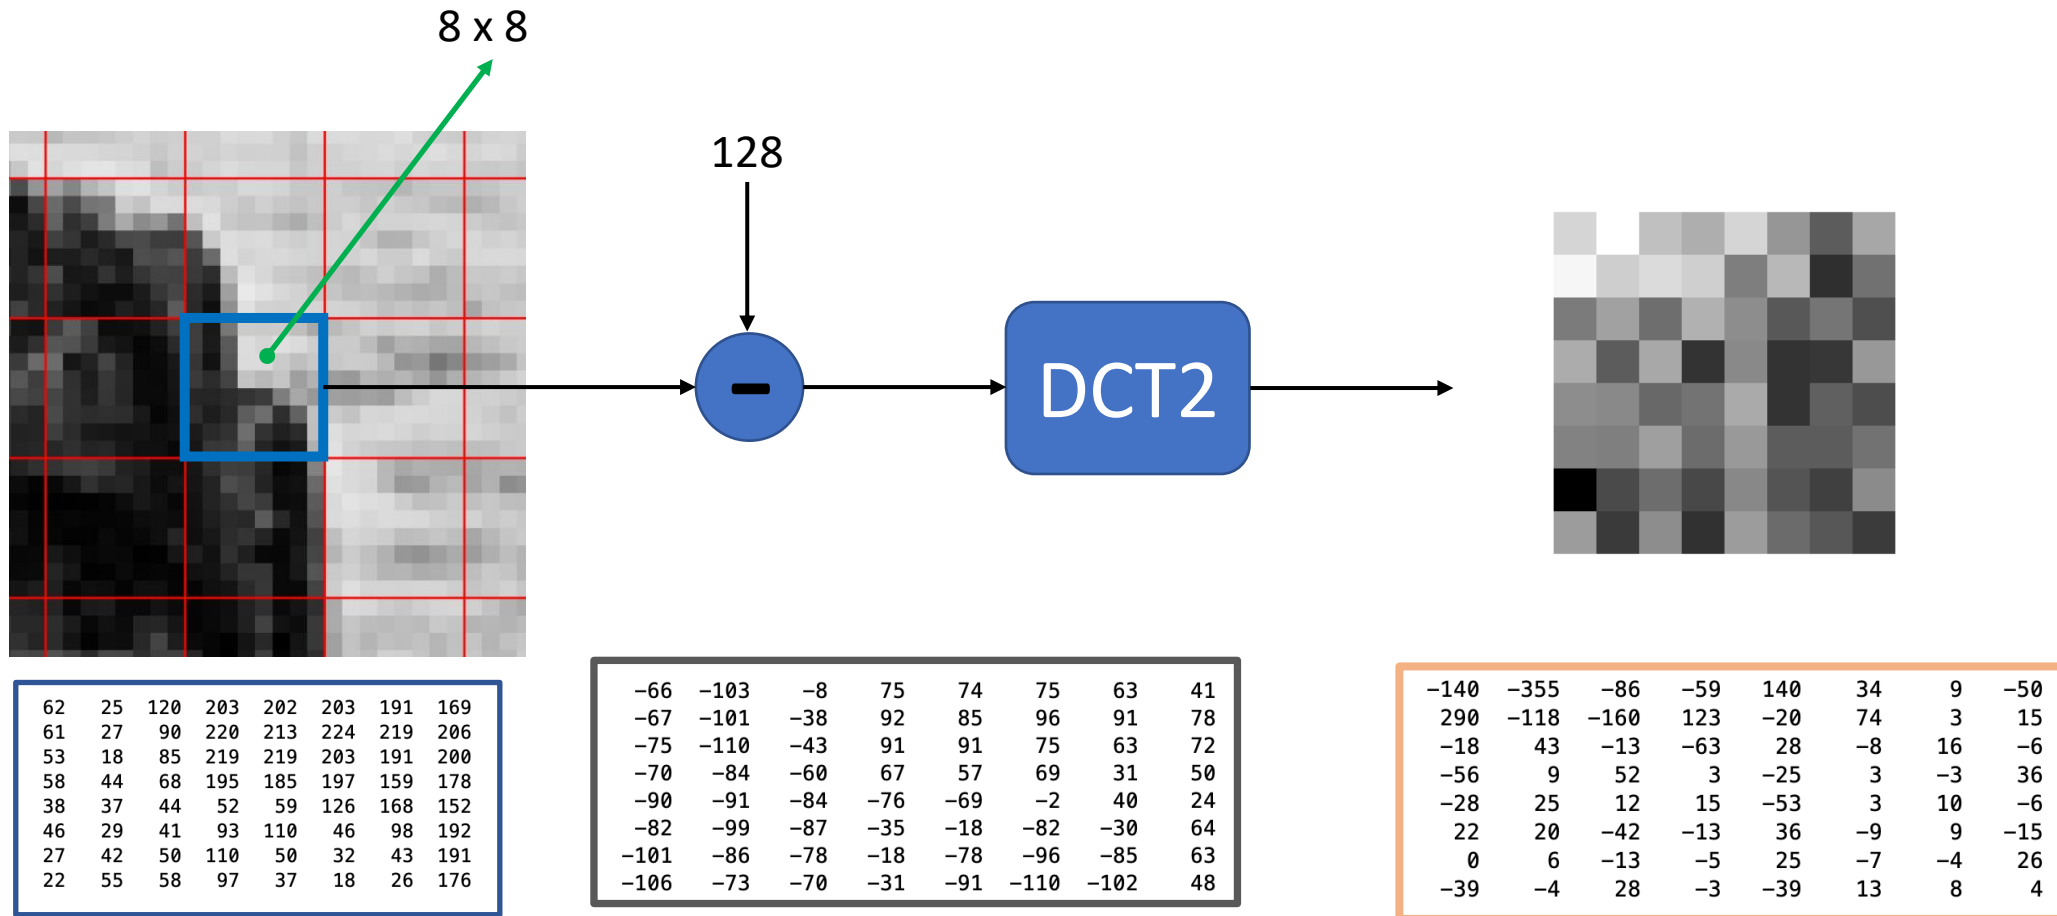 8 x 8
128
-
DCT2
62 25 120 203 202 203 191 169
61 27 90 220 213 224 219 206
53 18 85 219 219 203 191 200
58 44 68 195 185 197 159 178
38 37 44 52 59 126 168 152
46 29 41 93 110 46 98 192
27 42 50 110 50 32 43 191
22 55 58 97 37 18 26 176
−66 −103 −8 75 74 75 63 41
−67 −101 −38 92 85 96 91 78
−75 −110 −43 91 91 75 63 72
−70 −84 −60 67 57 69 31 50
−90 −91 −84 −76 −69 −2 40 24
−82 −99 −87 −35 −18 −82 −30 64
−101 −86 −78 −18 −78 −96 −85 63
−106 −73 −70 −31 −91 −110 −102 48
−140 −355 −86 −59 140 34 9 −50
290 −118 −160 123 −20 74 3 15
−18 43 −13 −63 28 −8 16 −6
−56 9 52 3 −25 3 −3 36
−28 25 12 15 −53 3 10 −6
22 20 −42 −13 36 −9 9 −15
0 6 −13 −5 25 −7 −4 26
−39 −4 28 −3 −39 13 8 4